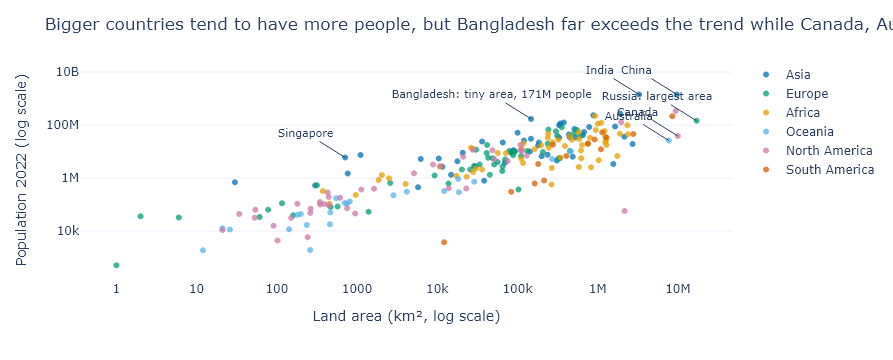 Bigger countries tend to have more people, but Bangladesh far exceeds the trend while Canada, Au
Population 2022 (log scale)
10B
100M
1M
10k
1
10
100
1000
10k
100k
1M
10M
Land area (km², log scale)
India
China
Bangladesh: tiny area, 171M people
Russia: largest area
Canada
Australia
Singapore
Asia
Europe
Africa
Oceania
North America
South America